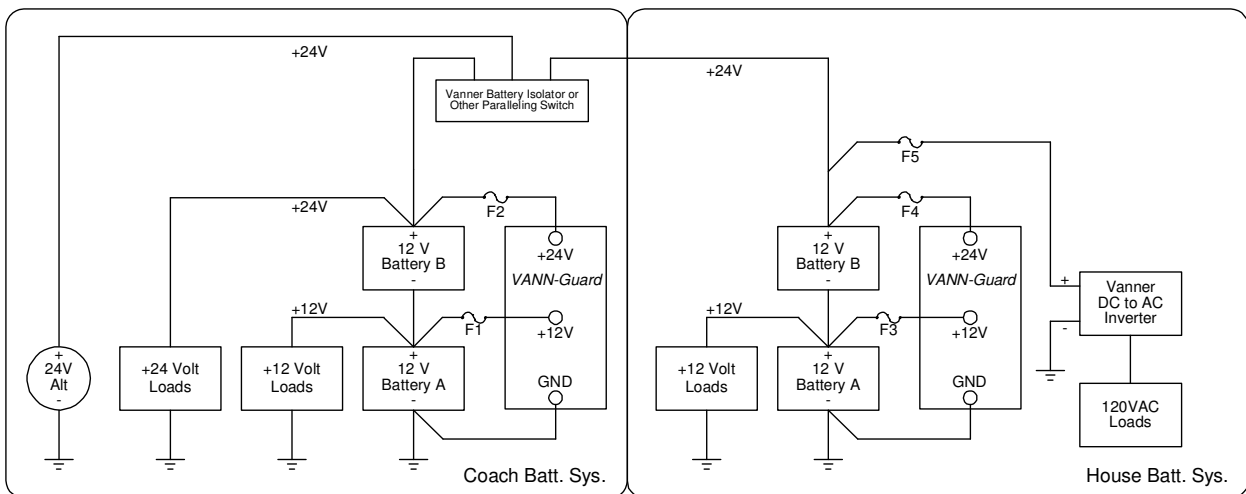 +24V
+24V
Vanner Battery Isolator or
Other Paralleling Switch
+24V
F2
+
12 V
Battery B
-
+24V
VANN-Guard
+12V
F1
+12V
+
24V
Alt
-
+24 Volt
Loads
+12 Volt
Loads
+
12 V
Battery A
-
GND
Coach Batt. Sys.
F5
F4
+
12 V
Battery B
-
+24V
VANN-Guard
+12V
F3
+12V
+12 Volt
Loads
+
12 V
Battery A
-
GND
+
-
Vanner
DC to AC
Inverter
120VAC
Loads
House Batt. Sys.